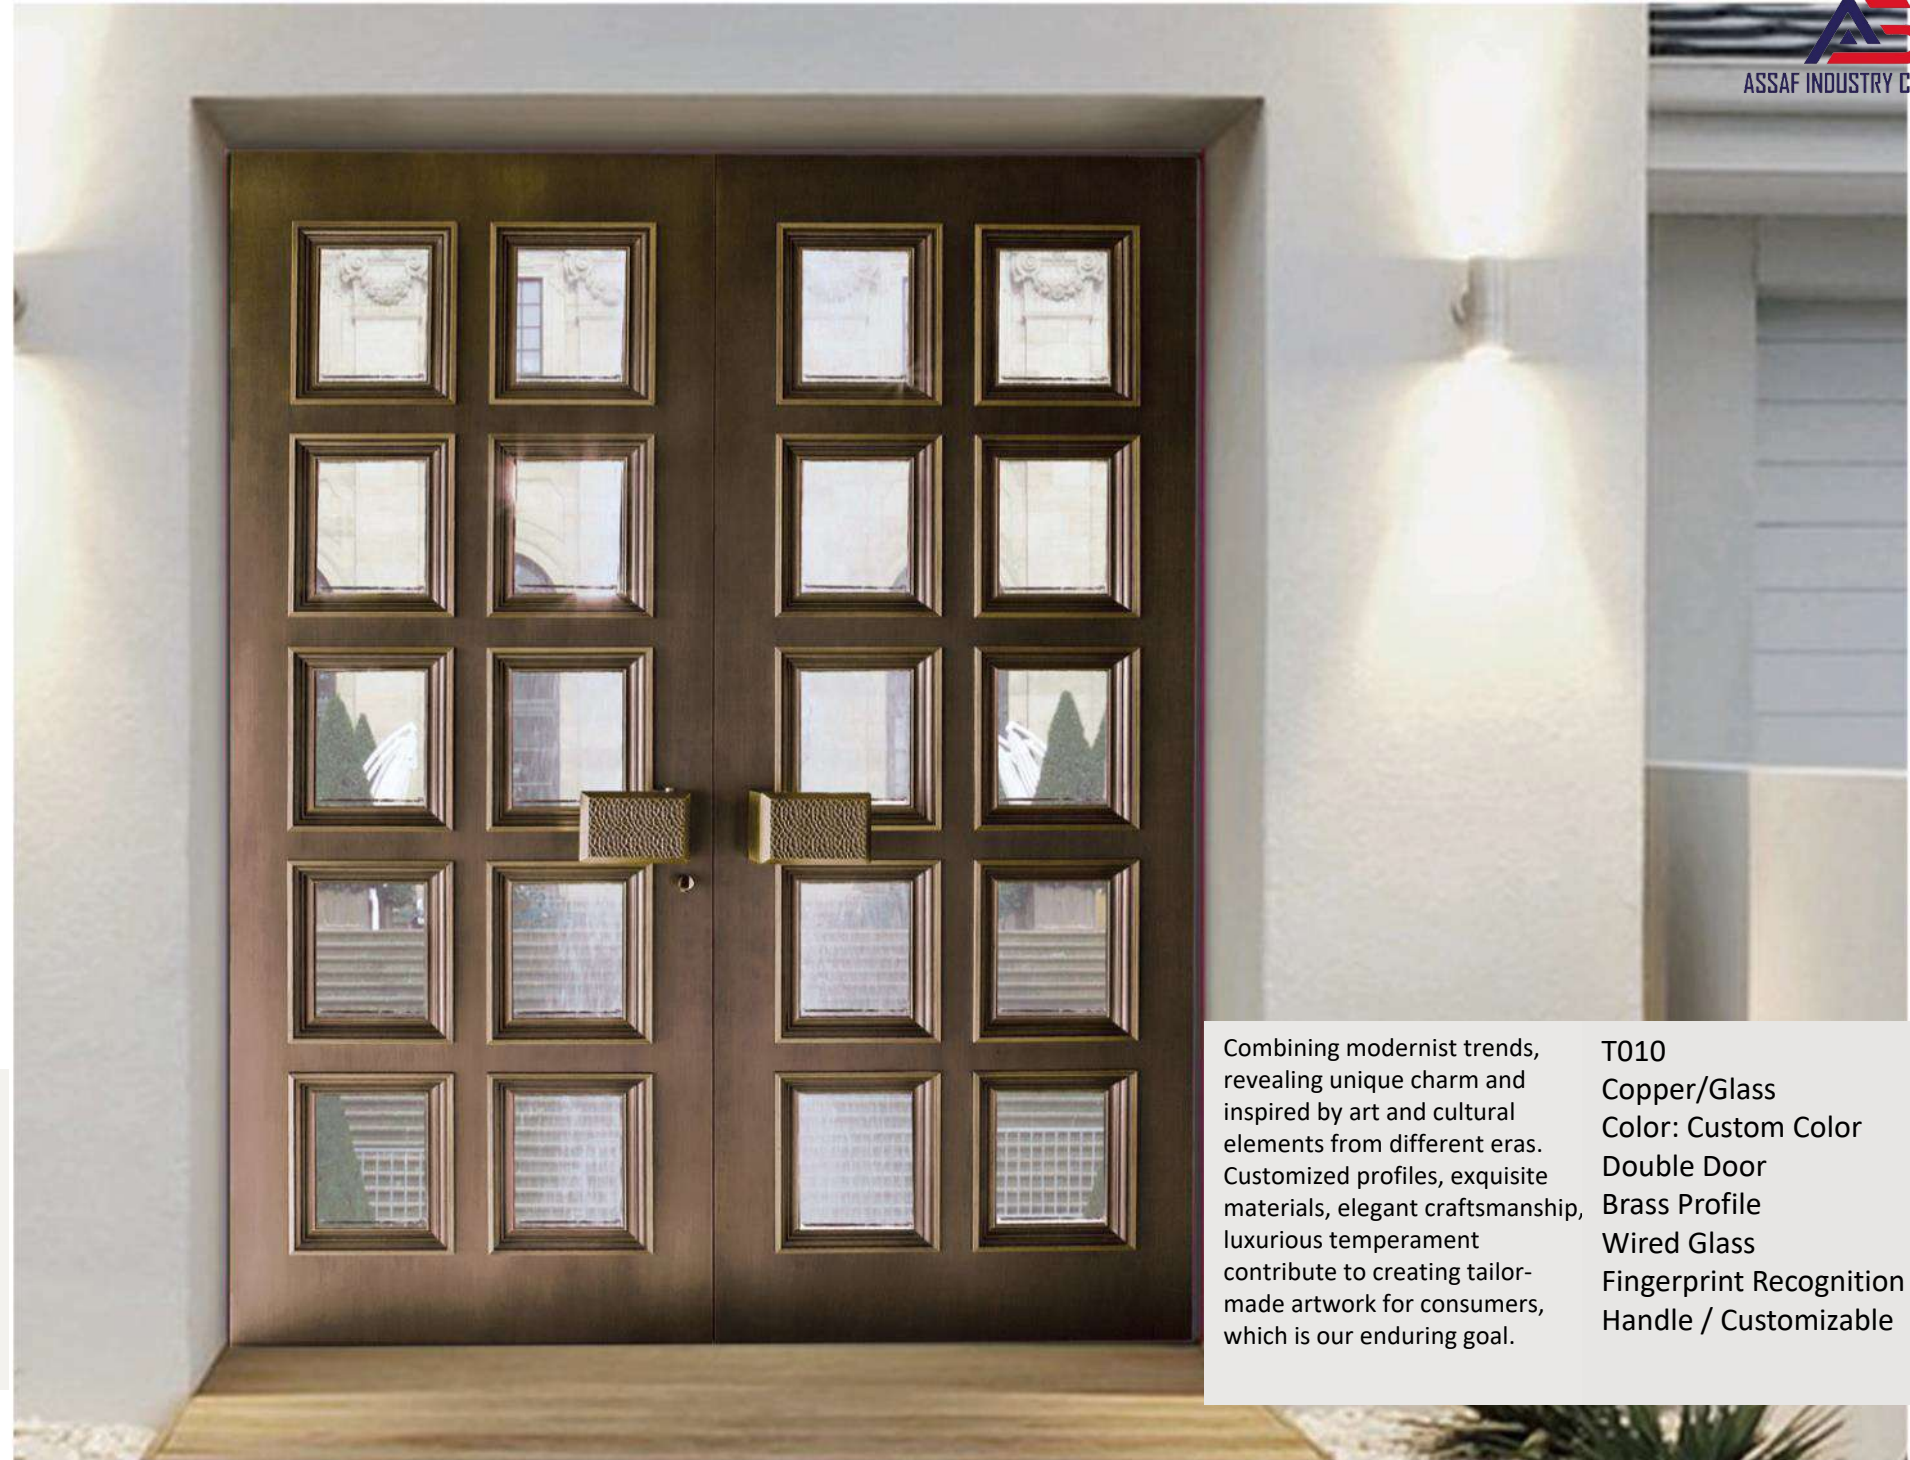 ASSAF INDUSTRY C
Combining modernist trends,
revealing unique charm and
inspired by art and cultural
elements from different eras.
Customized profiles, exquisite
materials, elegant craftsmanship,
luxurious temperament
contribute to creating tailor-
made artwork for consumers,
which is our enduring goal.
T010
Copper/Glass
Color: Custom Color
Double Door
Brass Profile
Wired Glass
Fingerprint Recognition
Handle / Customizable